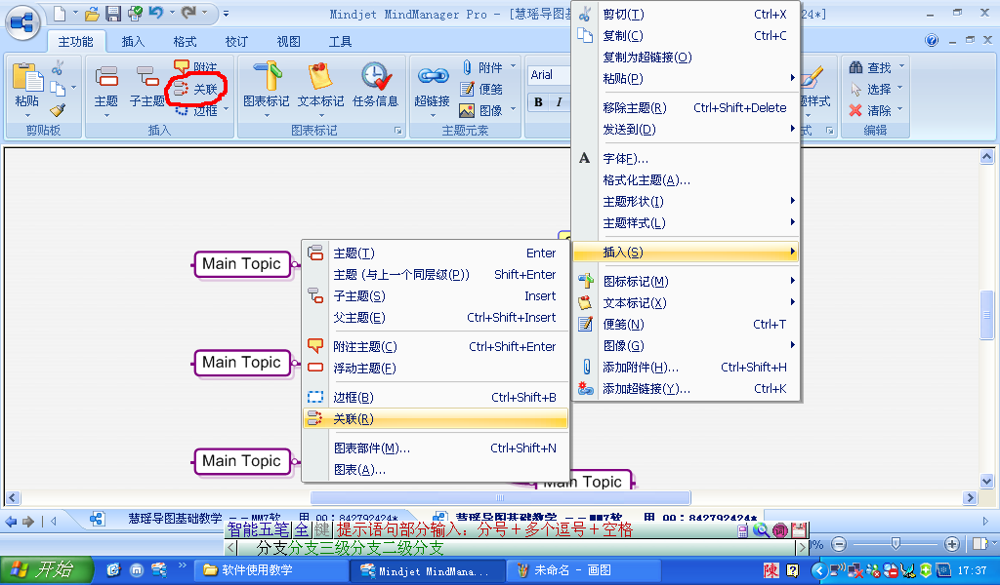 Mindjet MindManager Pro - [慧瑶导图基
24*]
主功能 插入 格式 校订 视图 工具
粘贴
剪贴板
主题 子主题 附注 关联 边框
插入
图表标记 文本标记 任务信息
图表标记
超链接 附件 便笺 图像
主题元素
Arial
B I
题样式
式
查找
选择
清除
编辑
剪切(T) Ctrl+X
复制(C) Ctrl+C
复制为超链接(O)
粘贴(P)
移除主题(R) Ctrl+Shift+Delete
发送到(D)
A 字体F)...
格式化主题(A)...
主题形状(I)
主题样式(L)
插入(S)
图标标记(M)
文本标记(X)
便笺(N) Ctrl+T
图像(G)
添加附件(H)... Ctrl+Shift+H
添加超链接(Y)... Ctrl+K
主题(T) Enter
主题 (与上一个同层级(P)) Shift+Enter
子主题(S) Insert
父主题(E) Ctrl+Shift+Insert
附注主题(C) Ctrl+Shift+Enter
浮动主题(F)
边框(B) Ctrl+Shift+B
关联(R)
图表部件(M)... Ctrl+Shift+N
图表(A)...
Main Topic
Main Topic
Main Topic
Main Topic
慧瑶导图基础教学 --MM7软 用 QQ：842792424*
慧瑶导图基础教学 --MM7软 用 QQ：842792424*
智能五笔 全 键 提示语句部分输入：分号＋多个逗号＋空格
分支分支三级分支二级分支
0%
开始
软件使用教学
Mindjet MindMana...
未命名 - 画图
陳
17:37